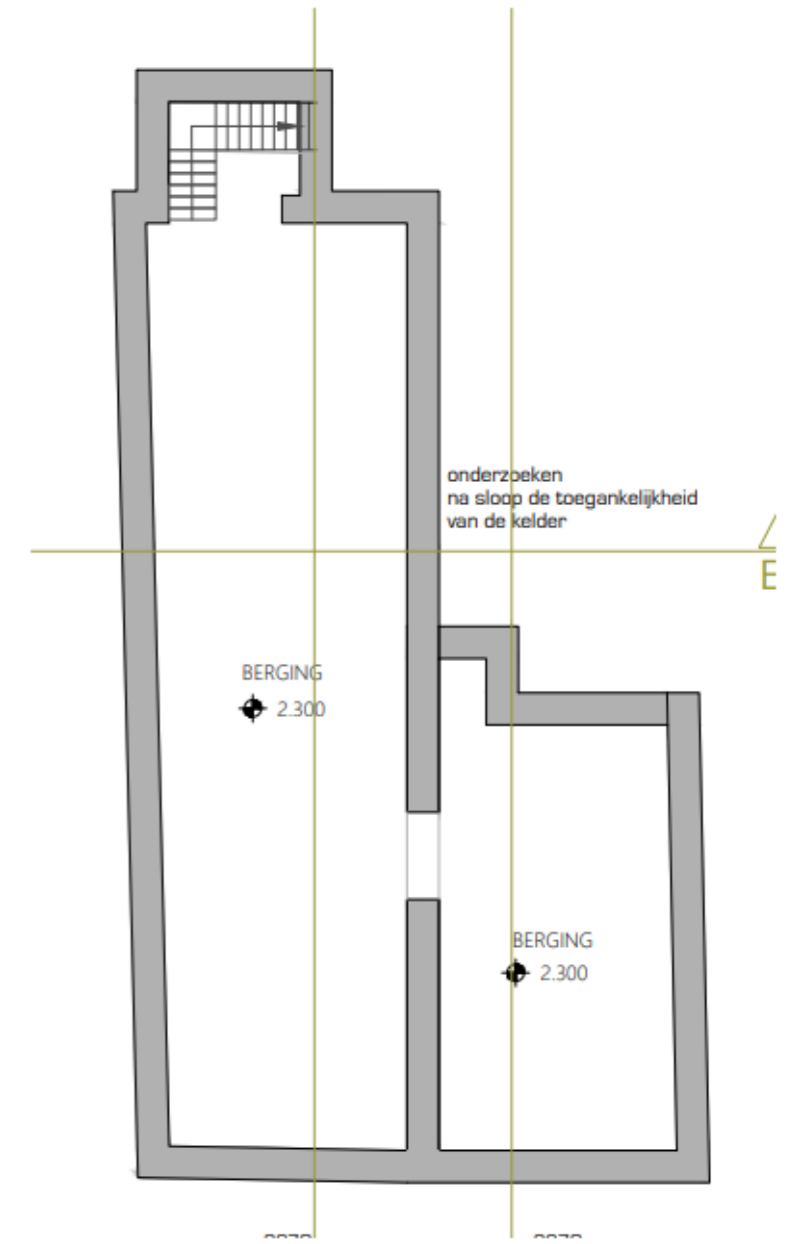 onderzoeken
na sloop de toegankelijkheid
van de kelder
E
BERGING
2.300
BERGING
2.300